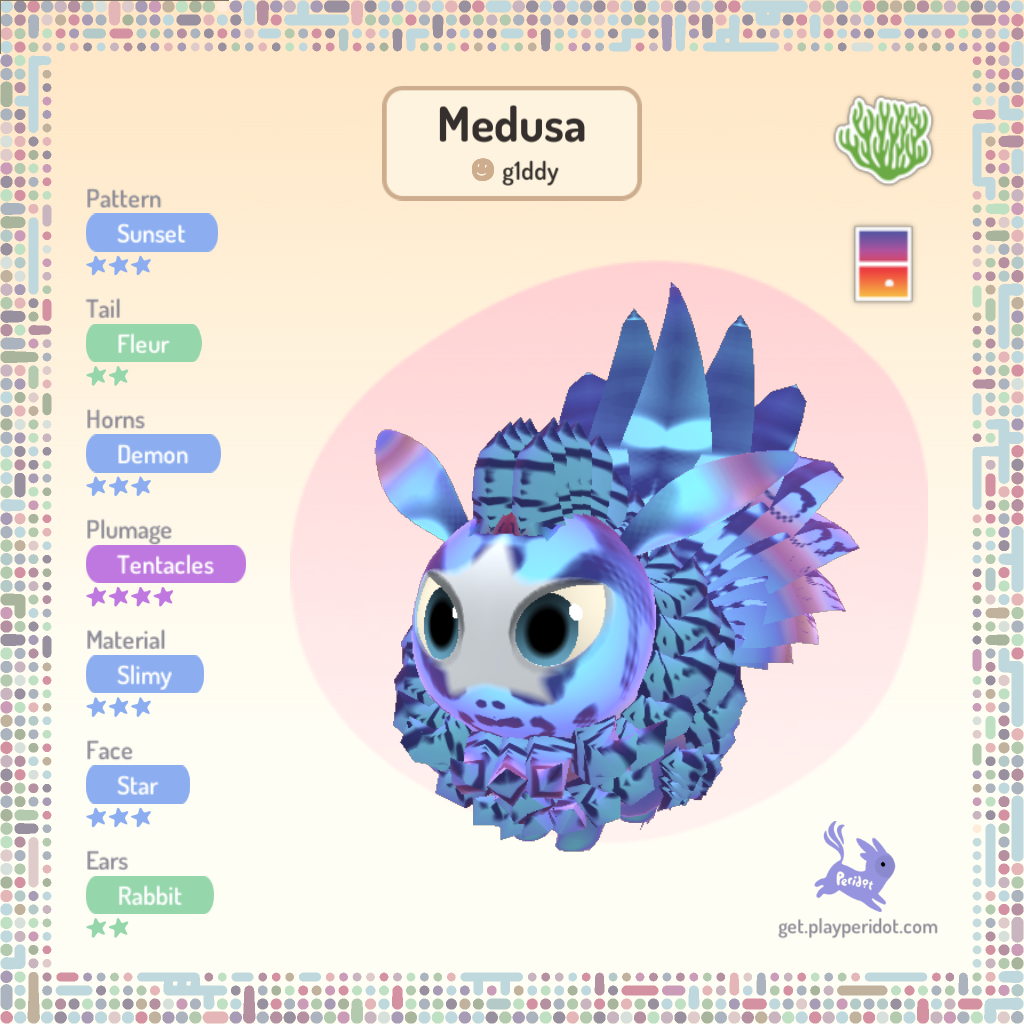 Medusa
g1ddy
Pattern
Sunset
Tail
Fleur
Horns
Demon
Plumage
Tentacles
Material
Slimy
Face
Star
Ears
Rabbit
Peridot
get.playperidot.com